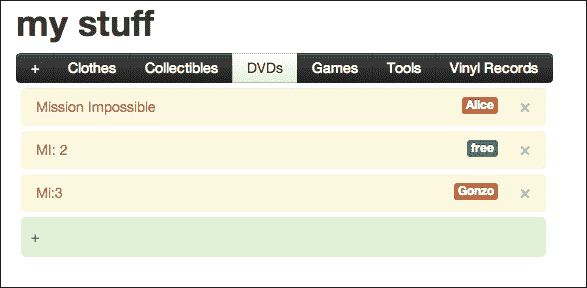 my stuff
+ Clothes Collectibles DVDs Games Tools Vinyl Records
Mission Impossible Alice ×
MI: 2 free ×
Mi:3 Gonzo ×
+